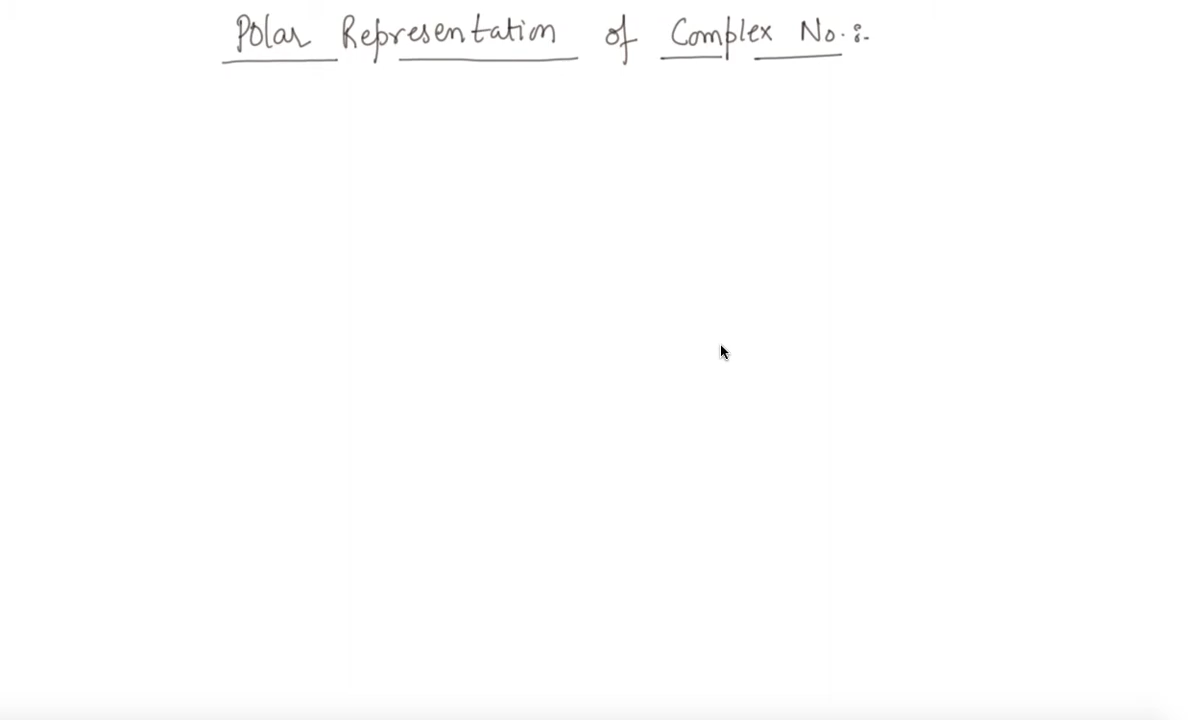 Polar Representation of Complex No. :-